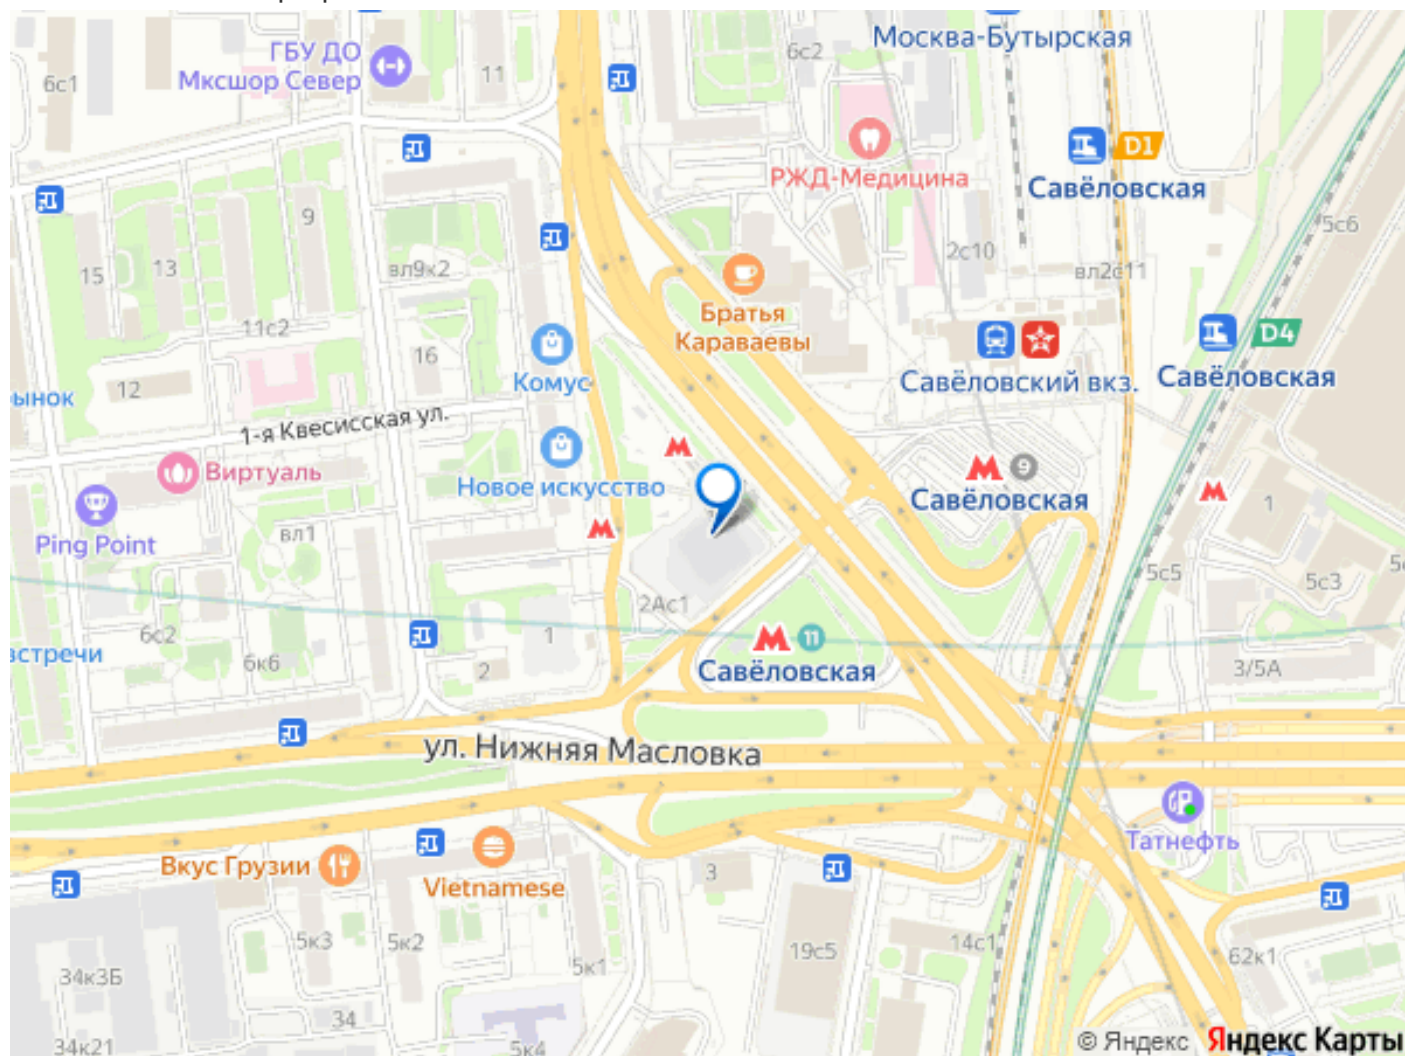 Москва-Бутырская
ГБУ ДО
Мксшор Север
6с2
11
6с1
D1
РЖД-Медицина
Савёловская
9
5с6
2с10
15
13
вл9к2
вл2с11
Братья
Караваевы
11с2
D4
16
Савёловский вкз.
Савёловская
Комус
12
ынок
1-я Квесисская ул.
М
М 9
Виртуаль
Новое искусство
Савёловская
М
1
Ping Point
вл1
М
5с5
5с3
2Ас1
6с2
1
М 11
встречи
6к6
2
Савёловская
3/5А
ул. Нижняя Масловка
Татнефть
Вкус Грузии
3
Vietnamese
5к3
5к2
19с5
14с1
62к1
34к3Б
5к1
34
34к21
5к4
© Яндекс Яндекс Карты